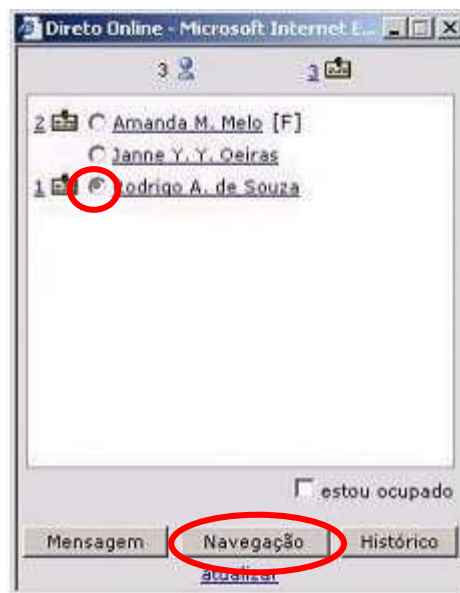 Direto Online - Microsoft Internet E...
3 3
2 Amanda M. Melo [F]
Janne Y. Y. Oeiras
1 Rodrigo A. de Souza
estou ocupado
Mensagem Navegação Histórico
atualizar